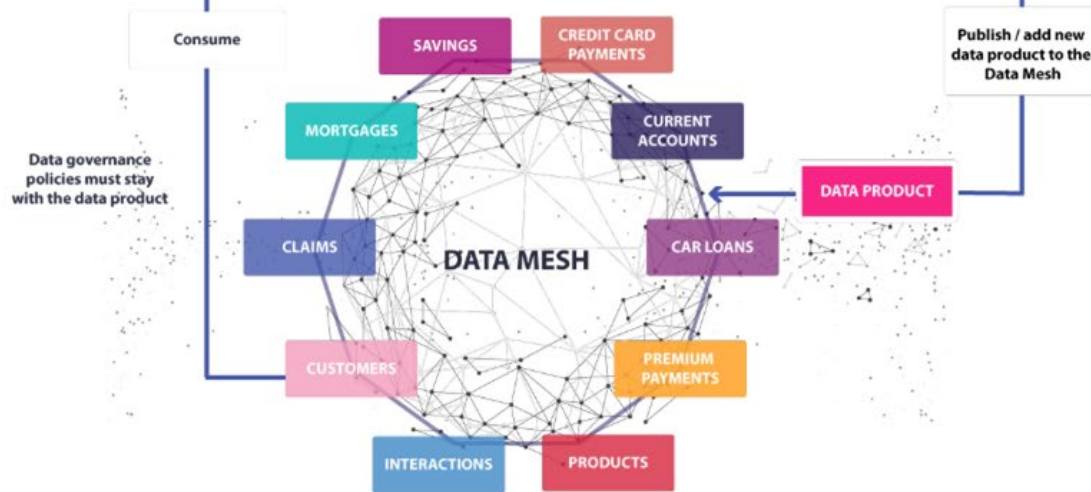 Consume
SAVINGS
CREDIT CARD
PAYMENTS
Publish / add new
data product to the
Data Mesh
MORTGAGES
CURRENT
ACCOUNTS
Data governance
policies must stay
with the data product
DATA PRODUCT
CLAIMS
DATA MESH
CAR LOANS
CUSTOMERS
PREMIUM
PAYMENTS
INTERACTIONS
PRODUCTS